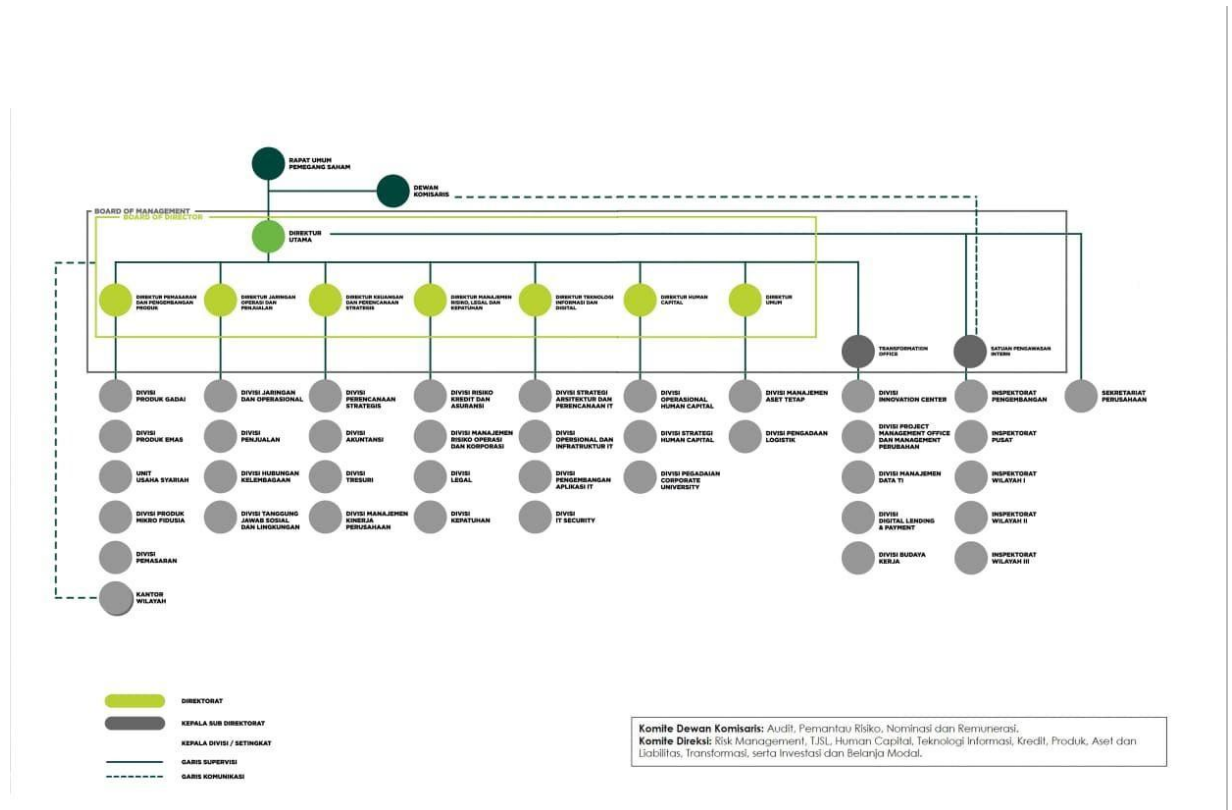 RAPAT UMUM
PEMEGANG SAHAM
DEWAN
KOMISARIS
BOARD OF MANAGEMENT
BOARD OF DIRECTOR
DIREKTUR
UTAMA
DIREKTUR PEMASARAN
DAN PENGEMBANGAN
PRODUK
DIREKTUR JARINGAN
OPERASI DAN
PENJUALAN
DIREKTUR KEUANGAN
DAN PERENCANAAN
STRATEGIS
DIREKTUR MANAJEMEN
RISIKO, LEGAL DAN
KEPATUHAN
DIREKTUR TEKNOLOGI
INFORMASI DAN
DIGITAL
DIREKTUR HUMAN
CAPITAL
DIREKTUR
UMUM
TRANSFORMATION
OFFICE
SATUAN PENGAWASAN
INTERN
DIVISI
PRODUK GADAI
DIVISI JARINGAN
DAN OPERASIONAL
DIVISI
PERENCANAAN
STRATEGIS
DIVISI RISIKO
KREDIT DAN
ASURANSI
DIVISI STRATEGI
ARSITEKTUR DAN
PERENCANAAN IT
DIVISI
OPERASIONAL
HUMAN CAPITAL
DIVISI MANAJEMEN
ASET TETAP
DIVISI
INNOVATION CENTER
INSPEKTORAT
PENGEMBANGAN
SEKRETARIAT
PERUSAHAAN
DIVISI
PRODUK EMAS
DIVISI
PENJUALAN
DIVISI
AKUNTANSI
DIVISI MANAJEMEN
RISIKO OPERASI
DAN KORPORASI
DIVISI
OPERSIONAL DAN
INFRATRUKTUR IT
DIVISI STRATEGI
HUMAN CAPITAL
DIVISI PENGADAAN
LOGISTIK
DIVISI PROJECT
MANAGEMENT OFFICE
DAN MANAGEMENT
PERUBAHAN
INSPEKTORAT
PUSAT
UNIT
USAHA SYARIAH
DIVISI HUBUNGAN
KELEMBAGAAN
DIVISI
TRESURI
DIVISI
LEGAL
DIVISI
PENGEMBANGAN
APLIKASI IT
DIVISI PEGADAIAN
CORPORATE
UNIVERSITY
DIVISI MANAJEMEN
DATA TI
INSPEKTORAT
WILAYAH I
DIVISI PRODUK
MIKRO FIDUSIA
DIVISI TANGGUNG
JAWAB SOSIAL
DAN LINGKUNGAN
DIVISI MANAJEMEN
KINERJA
PERUSAHAAN
DIVISI
KEPATUHAN
DIVISI
IT SECURITY
DIVISI
DIGITAL LENDING
& PAYMENT
INSPEKTORAT
WILAYAH II
DIVISI
PEMASARAN
DIVISI BUDAYA
KERJA
INSPEKTORAT
WILAYAH III
KANTOR
WILAYAH
DIREKTORAT
KEPALA SUB DIREKTORAT
KEPALA DIVISI / SETINGKAT
GARIS SUPERVISI
GARIS KOMUNIKASI
Komite Dewan Komisaris: Audit, Pemantau Risiko, Nominasi dan Remunerasi.
Komite Direksi: Risk Management, TJSL, Human Capital, Teknologi Informasi, Kredit, Produk, Aset dan
Liabilitas, Transformasi, serta Investasi dan Belanja Modal.